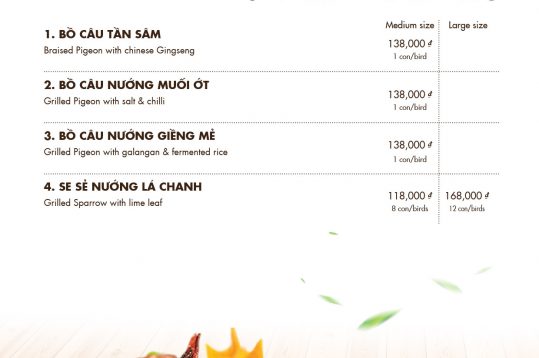 Medium size Large size
1. BỒ CÂU TẦN SÂM
Braised Pigeon with chinese Gingseng
138,000 ₫
1 con/bird
2. BỒ CÂU NƯỚNG MUỐI ỚT
Grilled Pigeon with salt & chilli
138,000 ₫
1 con/bird
3. BỒ CÂU NƯỚNG GIỀNG MẺ
Grilled Pigeon with galangan & fermented rice
138,000 ₫
1 con/bird
4. SE SẺ NƯỚNG LÁ CHANH
Grilled Sparrow with lime leaf
118,000 ₫ 168,000 ₫
8 con/birds 12 con/birds